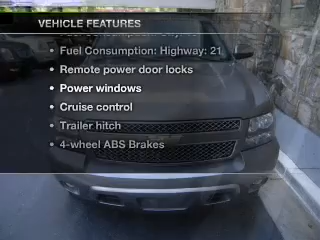 VEHICLE FEATURES
• Fuel Consumption: Highway: 21
• Remote power door locks
• Power windows
• Cruise control
• Trailer hitch
• 4-wheel ABS Brakes